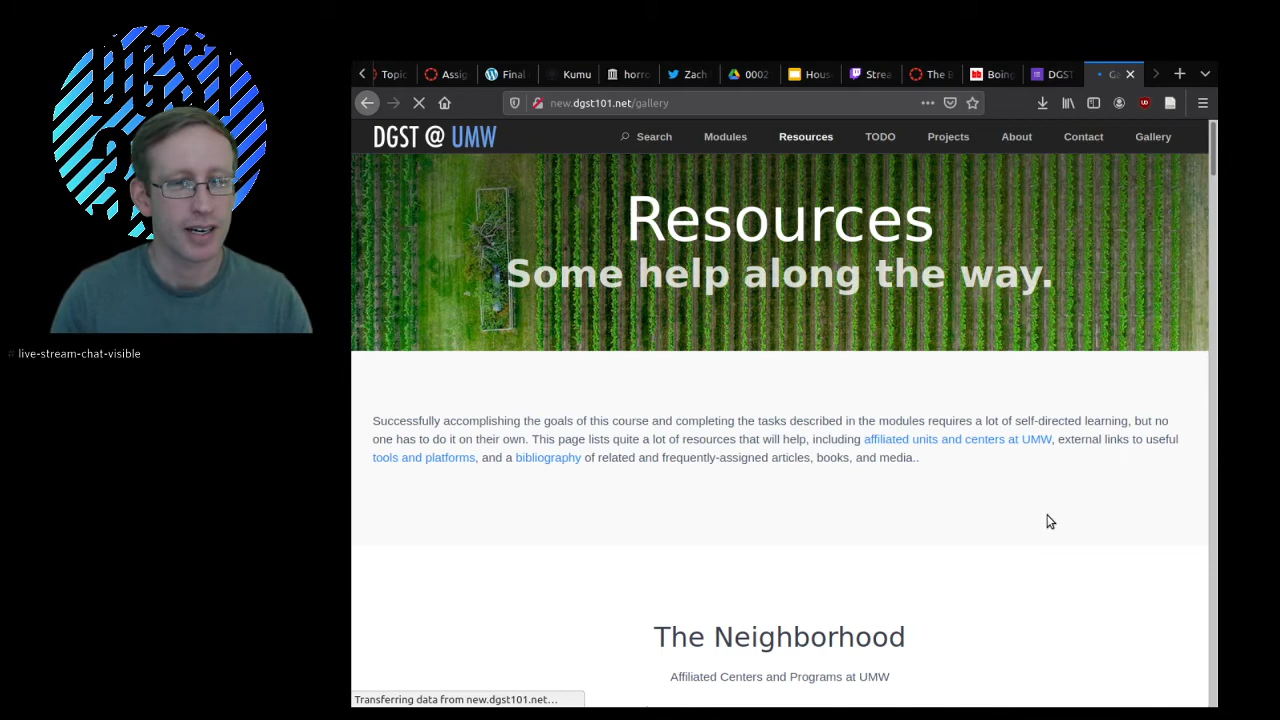 # live-stream-chat-visible
Topic
Assig
Final
Kumu
horro
Zach
0002
Hous
Strea
The B
Boing
DGST
Ga
new.dgst101.net/gallery
DGST @ UMW
Search
Modules
Resources
TODO
Projects
About
Contact
Gallery
Resources
Some help along the way.
Successfully accomplishing the goals of this course and completing the tasks described in the modules requires a lot of self-directed learning, but no
one has to do it on their own. This page lists quite a lot of resources that will help, including affiliated units and centers at UMW, external links to useful
tools and platforms, and a bibliography of related and frequently-assigned articles, books, and media..
The Neighborhood
Affiliated Centers and Programs at UMW
Transferring data from new.dgst101.net…